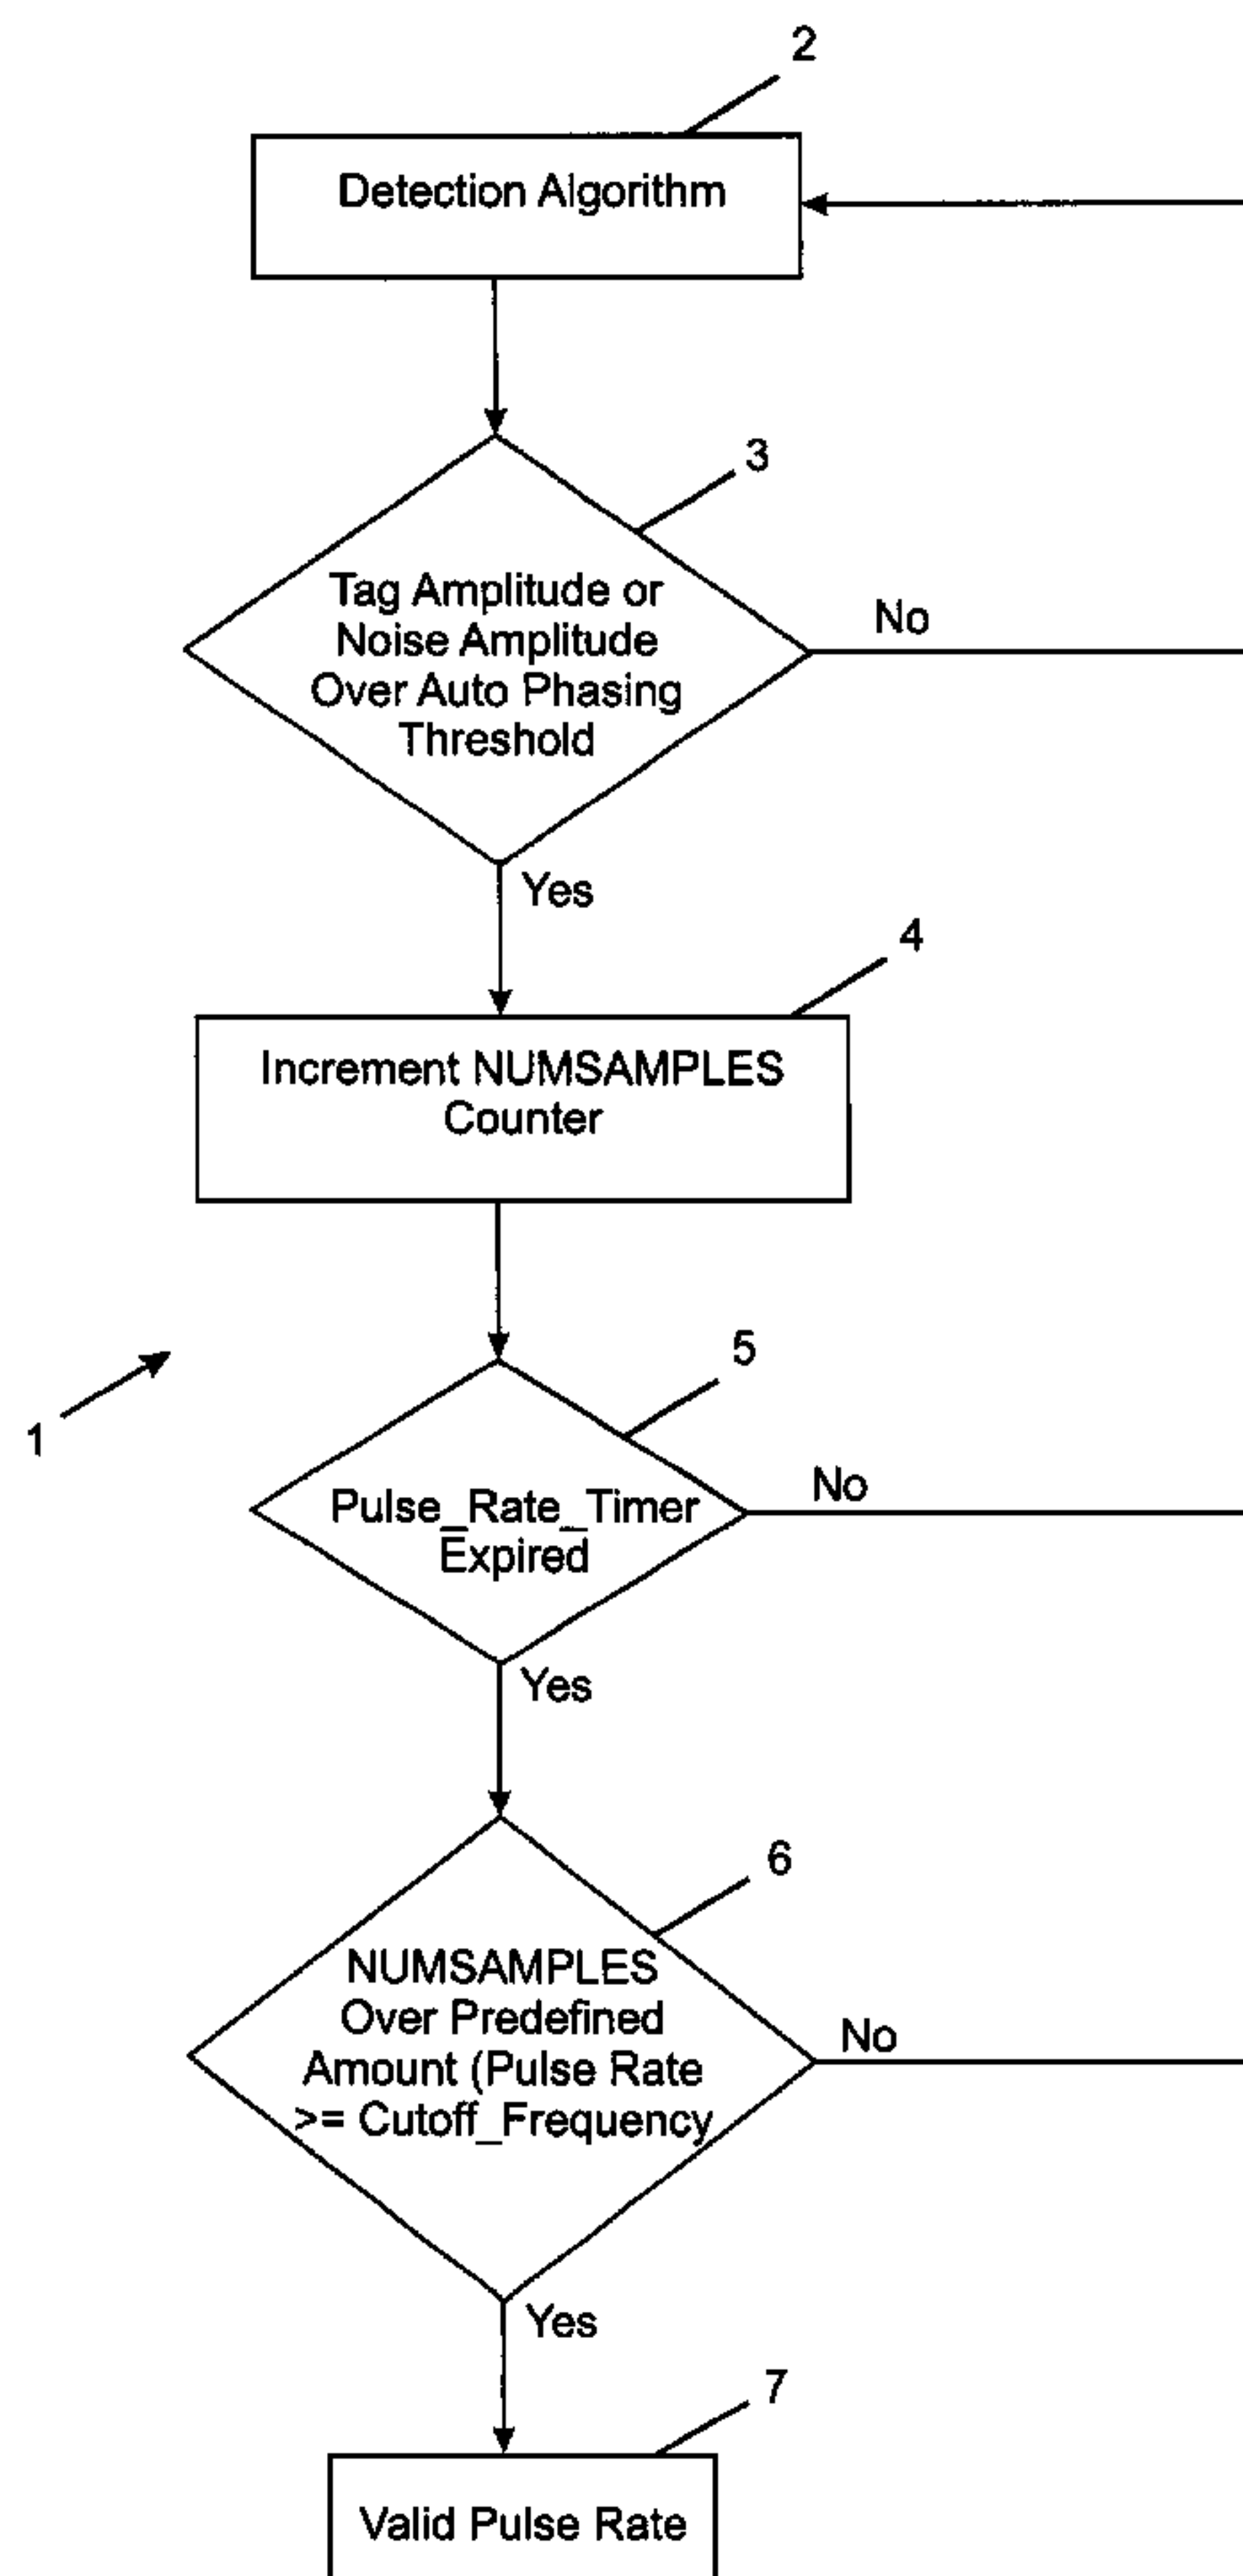 2
Detection Algorithm
3
Tag Amplitude or
Noise Amplitude
Over Auto Phasing
Threshold
No
Yes
4
Increment NUMSAMPLES
Counter
5
1
Pulse_Rate_Timer
Expired
No
Yes
6
NUMSAMPLES
Over Predefined
Amount (Pulse Rate
>= Cutoff_Frequency
No
Yes
7
Valid Pulse Rate